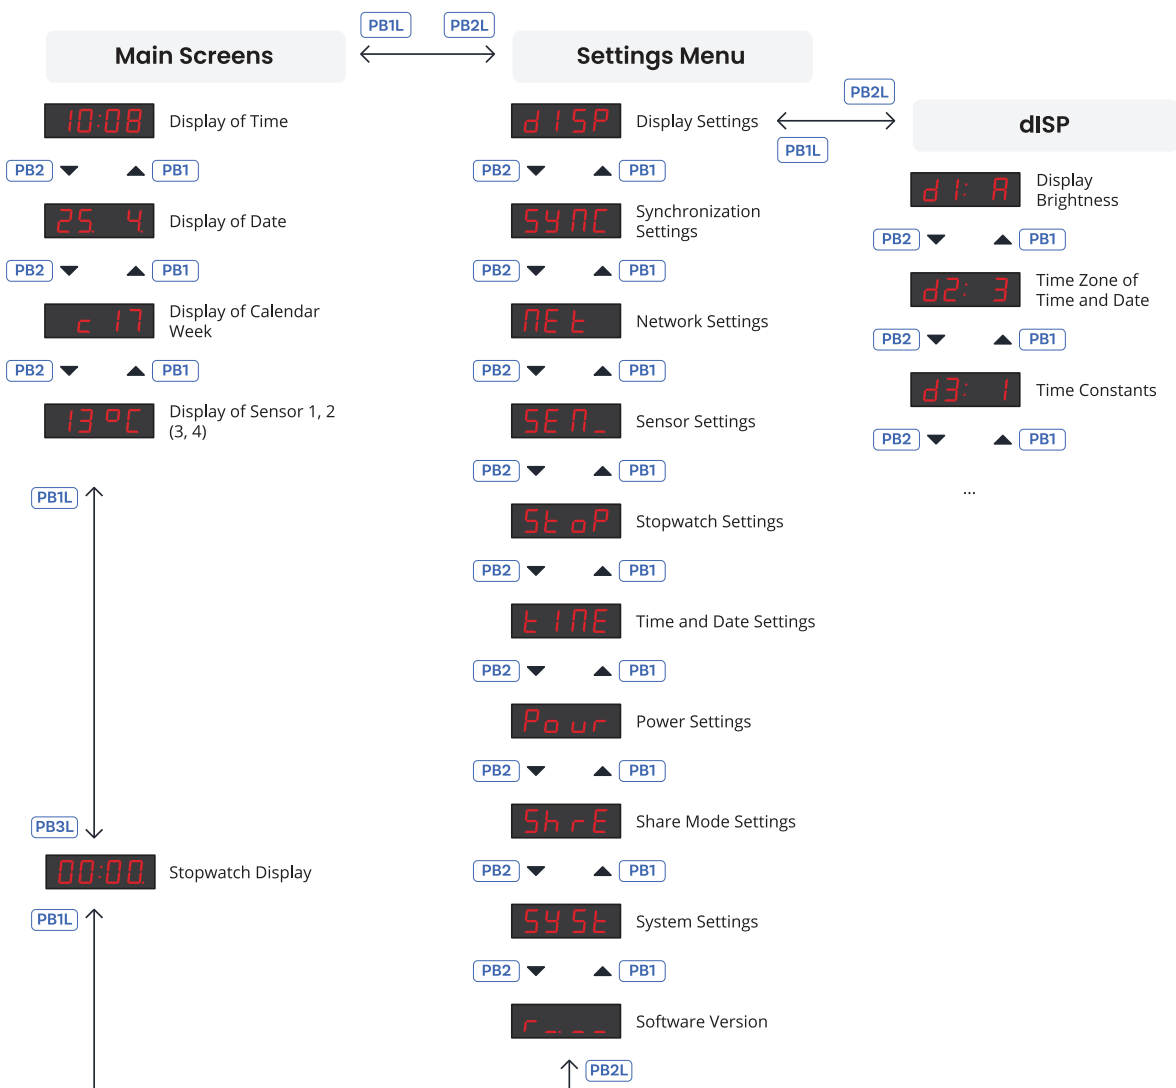 PB1L PB2L
Main Screens
Settings Menu
PB2L
PB1L
dISP
10:08 Display of Time
PB2 PB1
25. 4. Display of Date
PB2 PB1
c 17 Display of Calendar
Week
PB2 PB1
13 °C Display of Sensor 1, 2
(3, 4)
PB1L
PB3L
00:00. Stopwatch Display
PB1L
dISP Display Settings
PB2 PB1
SYNC Synchronization
Settings
PB2 PB1
NEt Network Settings
PB2 PB1
SEN_ Sensor Settings
PB2 PB1
StoP Stopwatch Settings
PB2 PB1
tIME Time and Date Settings
PB2 PB1
Pour Power Settings
PB2 PB1
ShrE Share Mode Settings
PB2 PB1
SYSt System Settings
PB2 PB1
r _._ _ Software Version
PB2L
d1: A Display
Brightness
PB2 PB1
d2: 3 Time Zone of
Time and Date
PB2 PB1
d3: 1 Time Constants
PB2 PB1
...